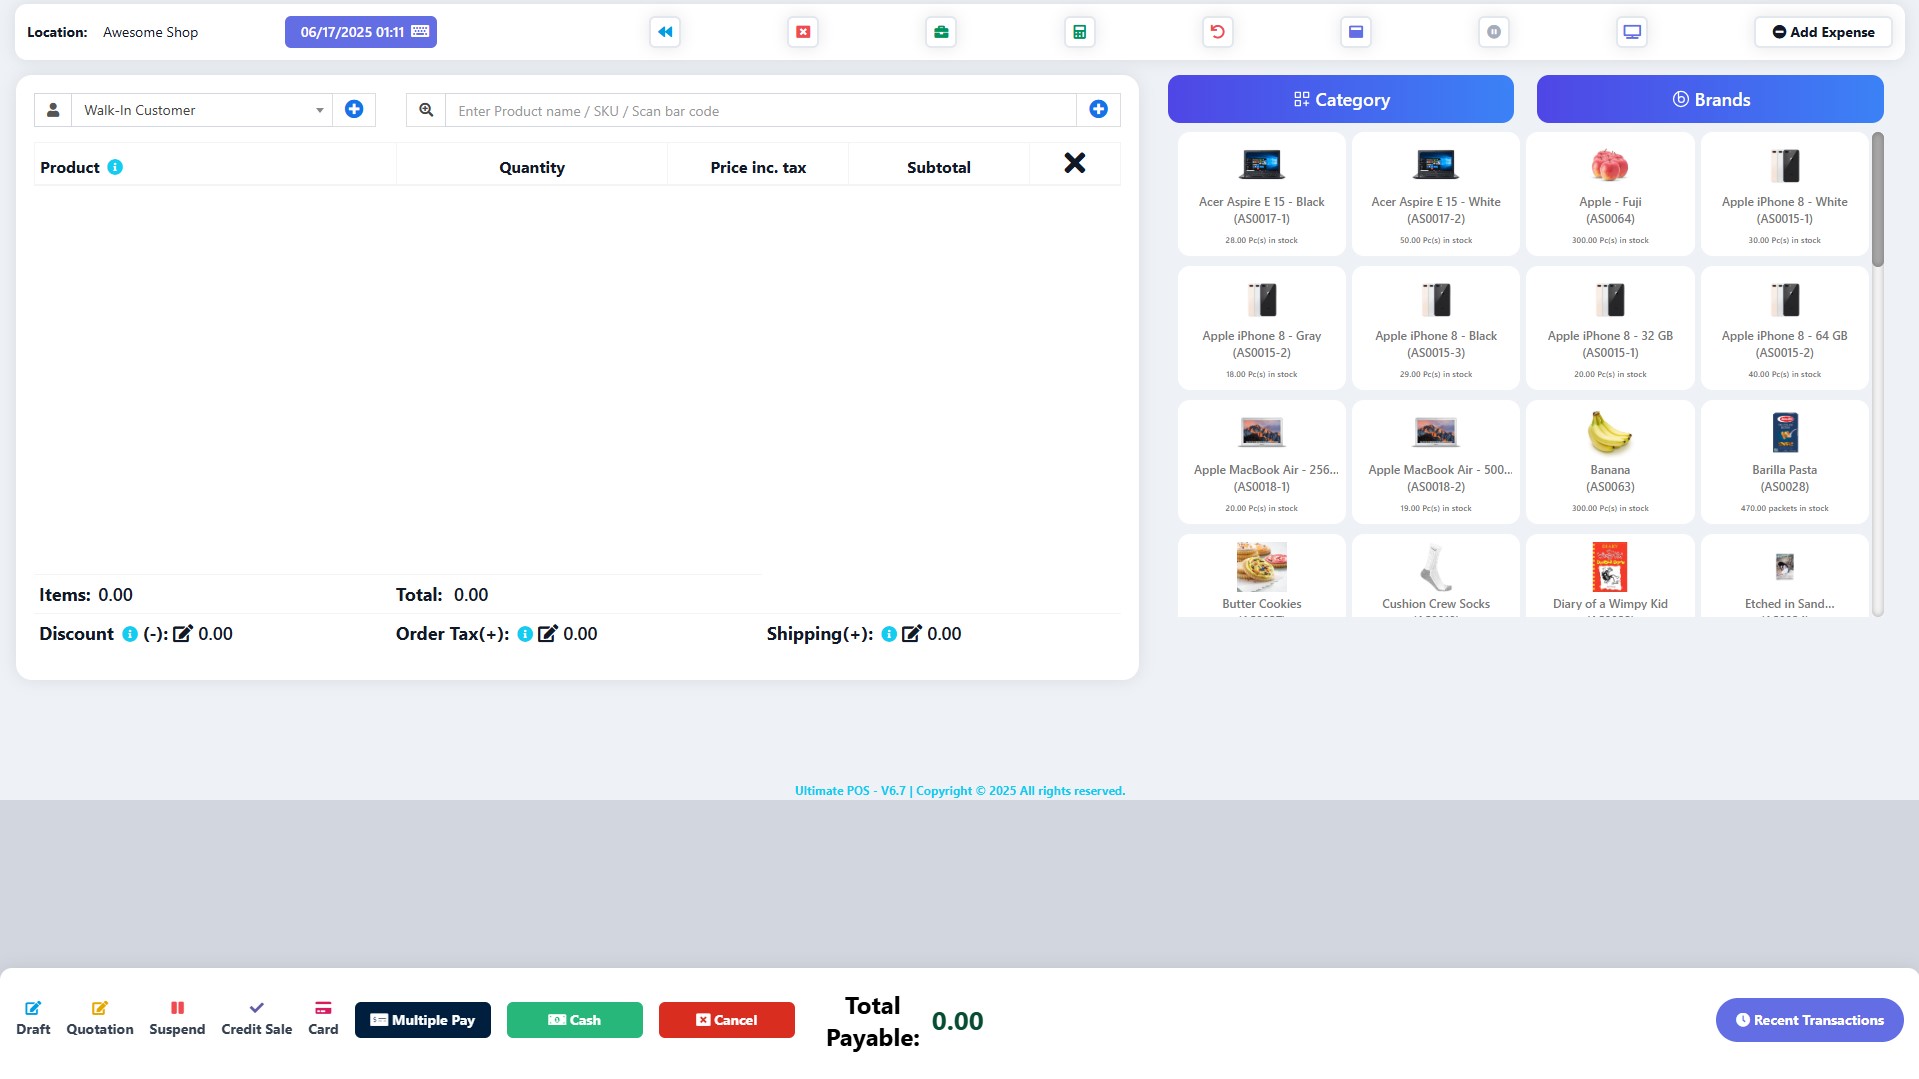 Location: Awesome Shop 06/17/2025 01:11 Add Expense
Walk-In Customer Enter Product name / SKU / Scan bar code
Product Quantity Price inc. tax Subtotal
Items: 0.00 Total: 0.00
Discount (-): 0.00 Order Tax(+): 0.00 Shipping(+): 0.00
Category Brands
Acer Aspire E 15 - Black
(AS0017-1)
28.00 Pc(s) in stock
Acer Aspire E 15 - White
(AS0017-2)
50.00 Pc(s) in stock
Apple - Fuji
(AS0064)
300.00 Pc(s) in stock
Apple iPhone 8 - White
(AS0015-1)
30.00 Pc(s) in stock
Apple iPhone 8 - Gray
(AS0015-2)
18.00 Pc(s) in stock
Apple iPhone 8 - Black
(AS0015-3)
29.00 Pc(s) in stock
Apple iPhone 8 - 32 GB
(AS0015-1)
20.00 Pc(s) in stock
Apple iPhone 8 - 64 GB
(AS0015-2)
40.00 Pc(s) in stock
Apple MacBook Air - 256...
(AS0018-1)
20.00 Pc(s) in stock
Apple MacBook Air - 500...
(AS0018-2)
19.00 Pc(s) in stock
Banana
(AS0063)
300.00 Pc(s) in stock
Barilla Pasta
(AS0028)
470.00 packets in stock
Butter Cookies
Cushion Crew Socks
Diary of a Wimpy Kid
Etched in Sand...
Ultimate POS - V6.7 | Copyright © 2025 All rights reserved.
Draft Quotation Suspend Credit Sale Card Multiple Pay Cash Cancel
Total
Payable: 0.00
Recent Transactions